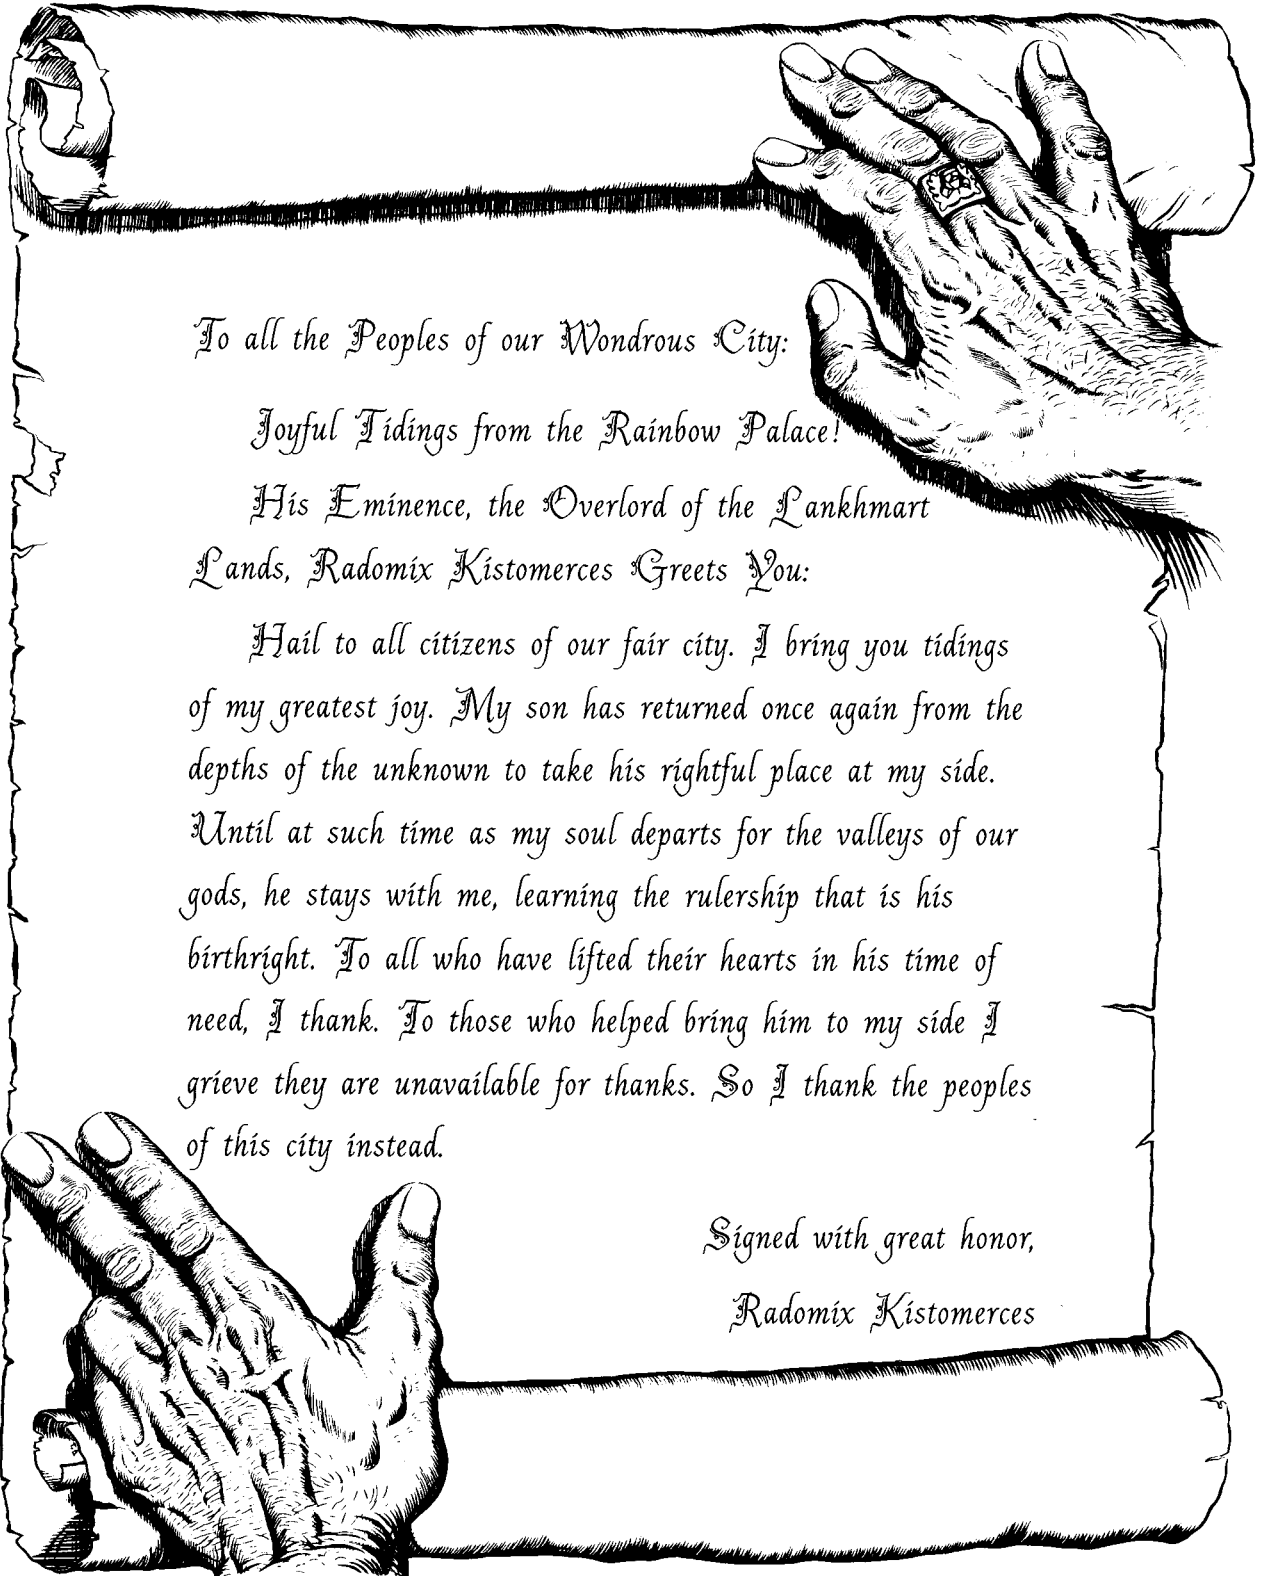 To all the Peoples of our Wondrous City:
Joyful Tidings from the Rainbow Palace!
His Eminence, the Overlord of the Lankhmart
Lands, Radomix Kistomerces Greets You:
Hail to all citizens of our fair city. I bring you tidings
of my greatest joy. My son has returned once again from the
depths of the unknown to take his rightful place at my side.
Until at such time as my soul departs for the valleys of our
gods, he stays with me, learning the rulership that is his
birthright. To all who have lifted their hearts in his time of
need, I thank. To those who helped bring him to my side I
grieve they are unavailable for thanks. So I thank the peoples
of this city instead.
Signed with great honor,
Radomix Kistomerces